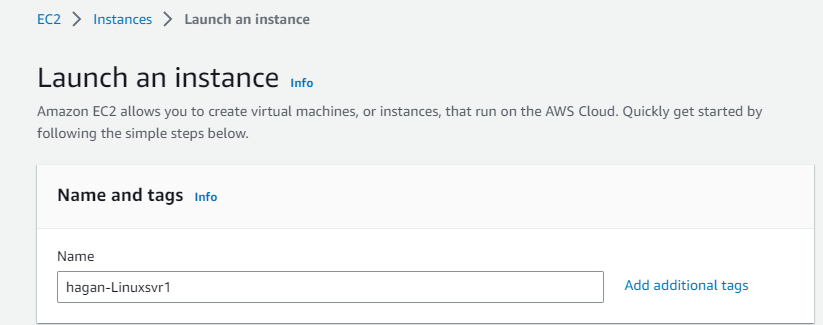 EC2 > Instances > Launch an instance
Launch an instance Info
Amazon EC2 allows you to create virtual machines, or instances, that run on the AWS Cloud. Quickly get started by
following the simple steps below.
Name and tags Info
Name
hagan-Linuxsvr1 Add additional tags